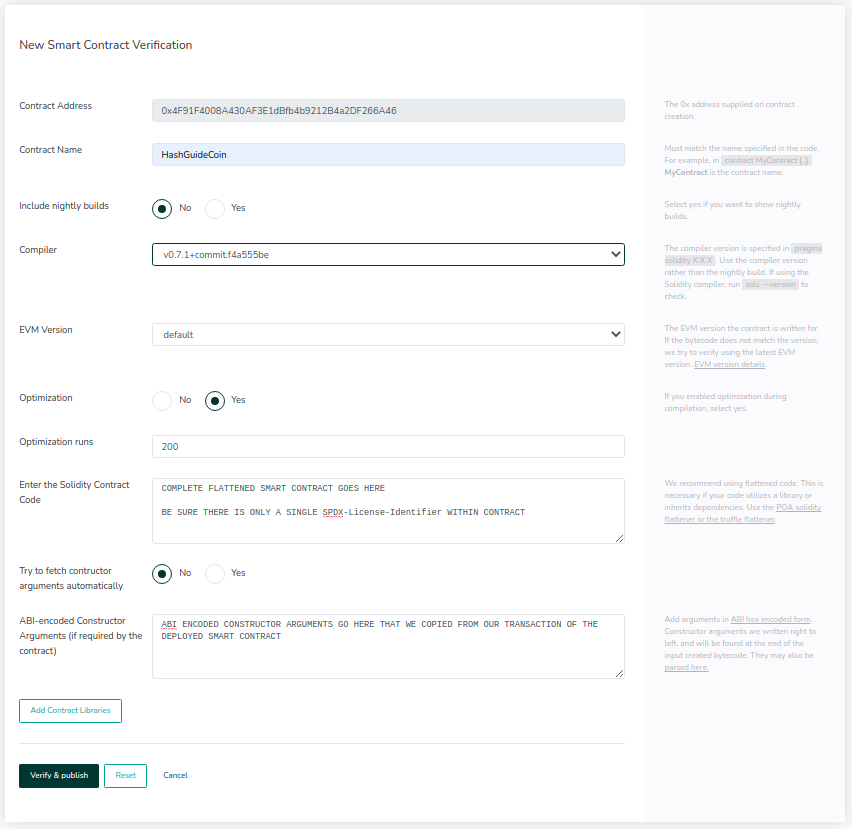 New Smart Contract Verification
Contract Address
0x4F91F4008A430AF3E1dBfb4b9212B4a2DF266A46
The 0x address supplied on contract
creation.
Contract Name
HashGuideCoin
Must match the name specified in the code.
For example, in contract MyContract {..}
MyContract is the contract name.
Include nightly builds
No Yes
Select yes if you want to show nightly
builds.
Compiler
v0.7.1+commit.f4a555be
The compiler version is specified in pragma
solidity X.X.X . Use the compiler version
rather than the nightly build. If using the
Solidity compiler, run solc —version to
check.
EVM Version
default
The EVM version the contract is written for.
If the bytecode does not match the version,
we try to verify using the latest EVM
version. EVM version details.
Optimization
No Yes
If you enabled optimization during
compilation, select yes.
Optimization runs
200
Enter the Solidity Contract
Code
COMPLETE FLATTENED SMART CONTRACT GOES HERE
BE SURE THERE IS ONLY A SINGLE SPDX-License-Identifier WITHIN CONTRACT
We recommend using flattened code. This is
necessary if your code utilizes a library or
inherits dependencies. Use the POA solidity
flattener or the truffle flattener.
Try to fetch contructor
arguments automatically
No Yes
ABI-encoded Constructor
Arguments (if required by the
contract)
ABI ENCODED CONSTRUCTOR ARGUMENTS GO HERE THAT WE COPIED FROM OUR TRANSACTION OF THE
DEPLOYED SMART CONTRACT
Add arguments in ABI hex encoded form.
Constructor arguments are written right to
left, and will be found at the end of the
input created bytecode. They may also be
parsed here.
Add Contract Libraries
Verify & publish Reset Cancel